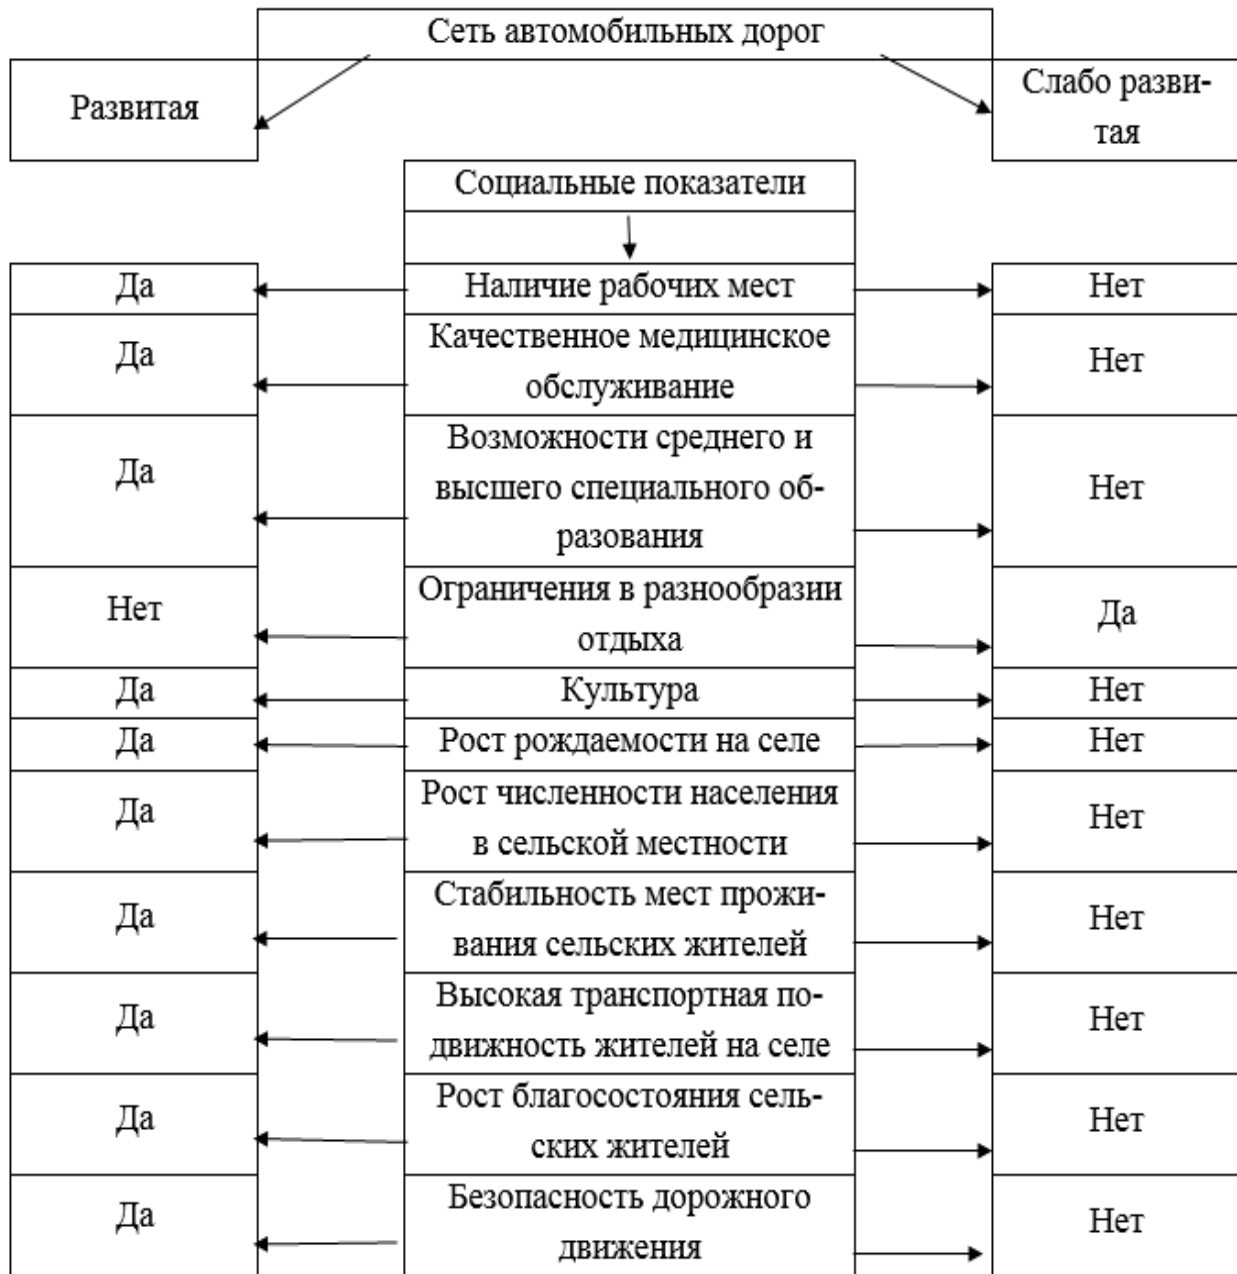 Сеть автомобильных дорог
Развитая
Слабо разви-
тая
Социальные показатели
Да
Наличие рабочих мест
Нет
Да
Качественное медицинское
обслуживание
Нет
Да
Возможности среднего и
высшего специального об-
разования
Нет
Нет
Ограничения в разнообразии
отдыха
Да
Да
Культура
Нет
Да
Рост рождаемости на селе
Нет
Да
Рост численности населения
в сельской местности
Нет
Да
Стабильность мест прожи-
вания сельских жителей
Нет
Да
Высокая транспортная по-
движность жителей на селе
Нет
Да
Рост благосостояния сель-
ских жителей
Нет
Да
Безопасность дорожного
движения
Нет